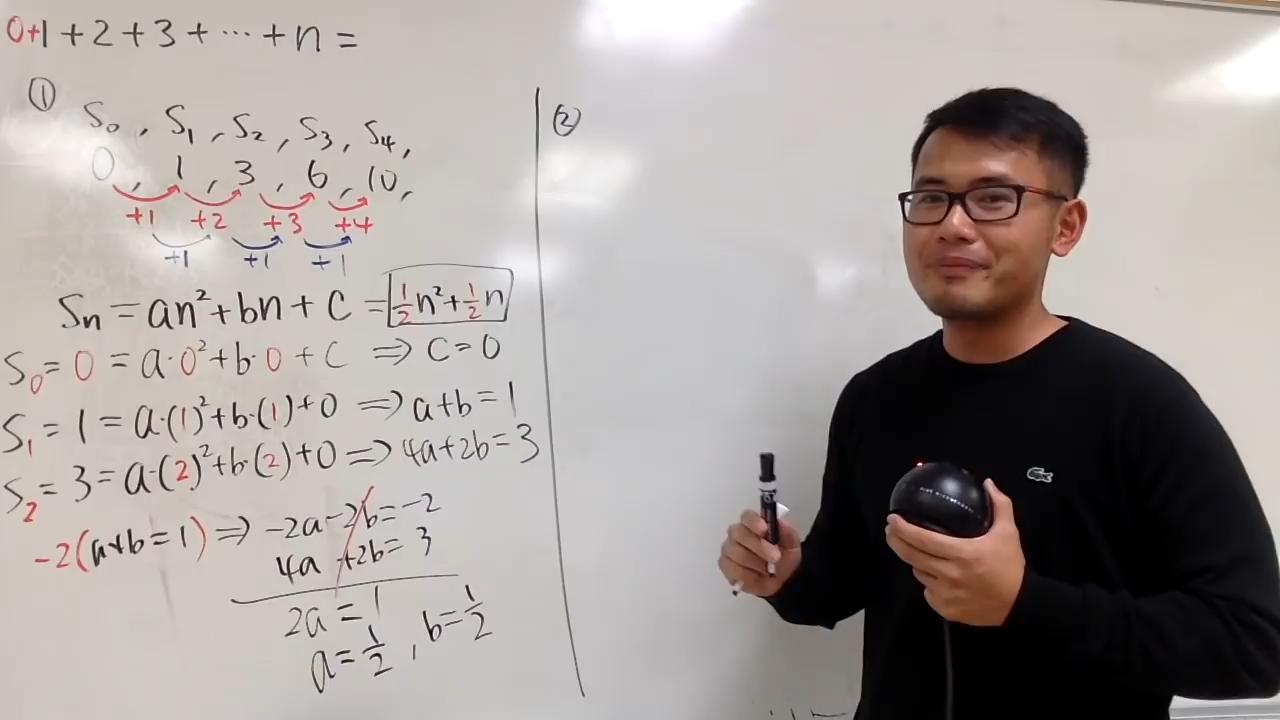 0+1+2+3+⋯+n=
①
S₀, S₁, S₂, S₃, S₄,
0, 1, 3, 6, 10,
+1 +2 +3 +4
+1 +1 +1
Sₙ = an²+bn+c = ½n²+½n
S₀ = 0 = a·0²+b·0+c ⇒ c=0
S₁ = 1 = a·(1)²+b·(1)+0 ⇒ a+b=1
S₂ = 3 = a·(2)²+b·(2)+0 ⇒ 4a+2b=3
-2(a+b=1) ⇒ -2a-2b=-2
4a+2b=3
2a=1
a=½, b=½
②